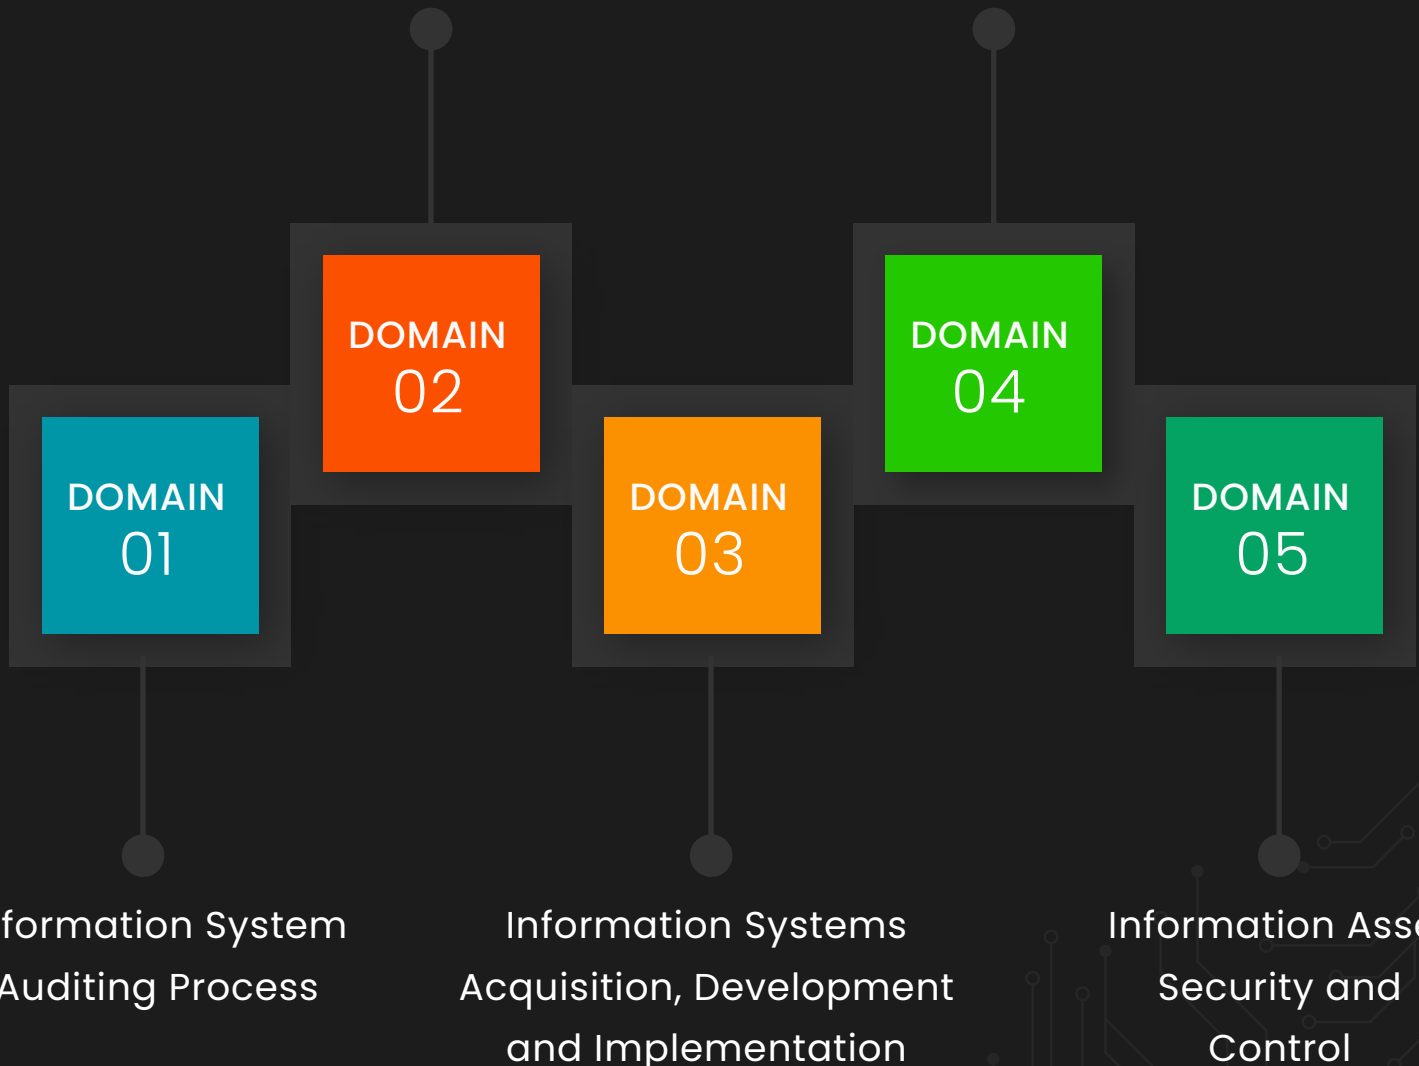 DOMAIN
02
DOMAIN
04
DOMAIN
01
DOMAIN
03
DOMAIN
05
formation System
Auditing Process
Information Systems
Acquisition, Development
and Implementation
Information Asse
Security and
Control